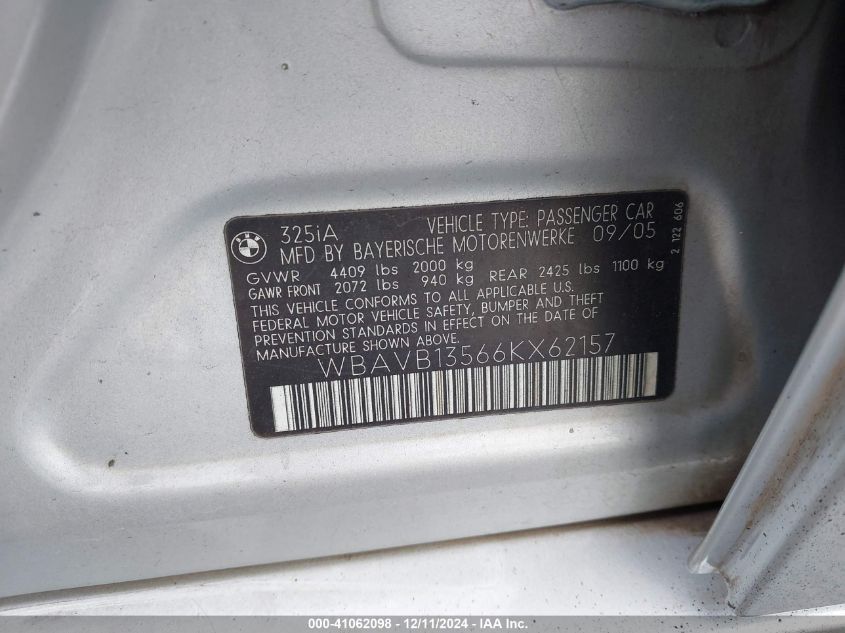 325iA VEHICLE TYPE: PASSENGER CAR
MFD BY BAYERISCHE MOTORENWERKE 09/05
GVWR 4409 lbs 2000 kg
GAWR FRONT 2072 lbs 940 kg REAR 2425 lbs 1100 kg
THIS VEHICLE CONFORMS TO ALL APPLICABLE U.S.
FEDERAL MOTOR VEHICLE SAFETY, BUMPER AND THEFT
PREVENTION STANDARDS IN EFFECT ON THE DATE OF
MANUFACTURE SHOWN ABOVE.
WBAVB13566KX62157
2 122 606
BMW
000-41062098 - 12/11/2024 - IAA Inc.